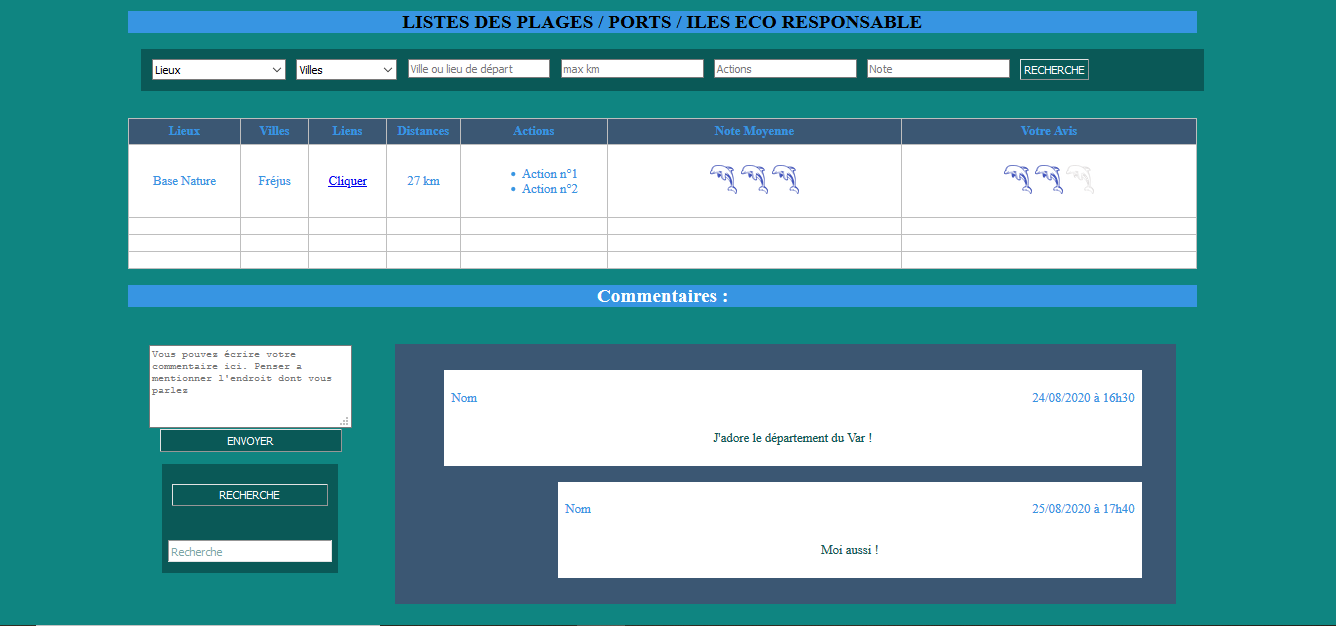 LISTES DES PLAGES / PORTS / ILES ECO RESPONSABLE
Lieux Villes Ville ou lieu de départ max km Actions Note RECHERCHE
Lieux Villes Liens Distances Actions Note Moyenne Votre Avis
Base Nature Fréjus Cliquer 27 km
Action n°1
Action n°2
Commentaires :
Vous pouvez écrire votre
commentaire ici. Penser a
mentionner l'endroit dont vous
parlez
ENVOYER
RECHERCHE
Recherche
Nom 24/08/2020 à 16h30
J'adore le département du Var !
Nom 25/08/2020 à 17h40
Moi aussi !